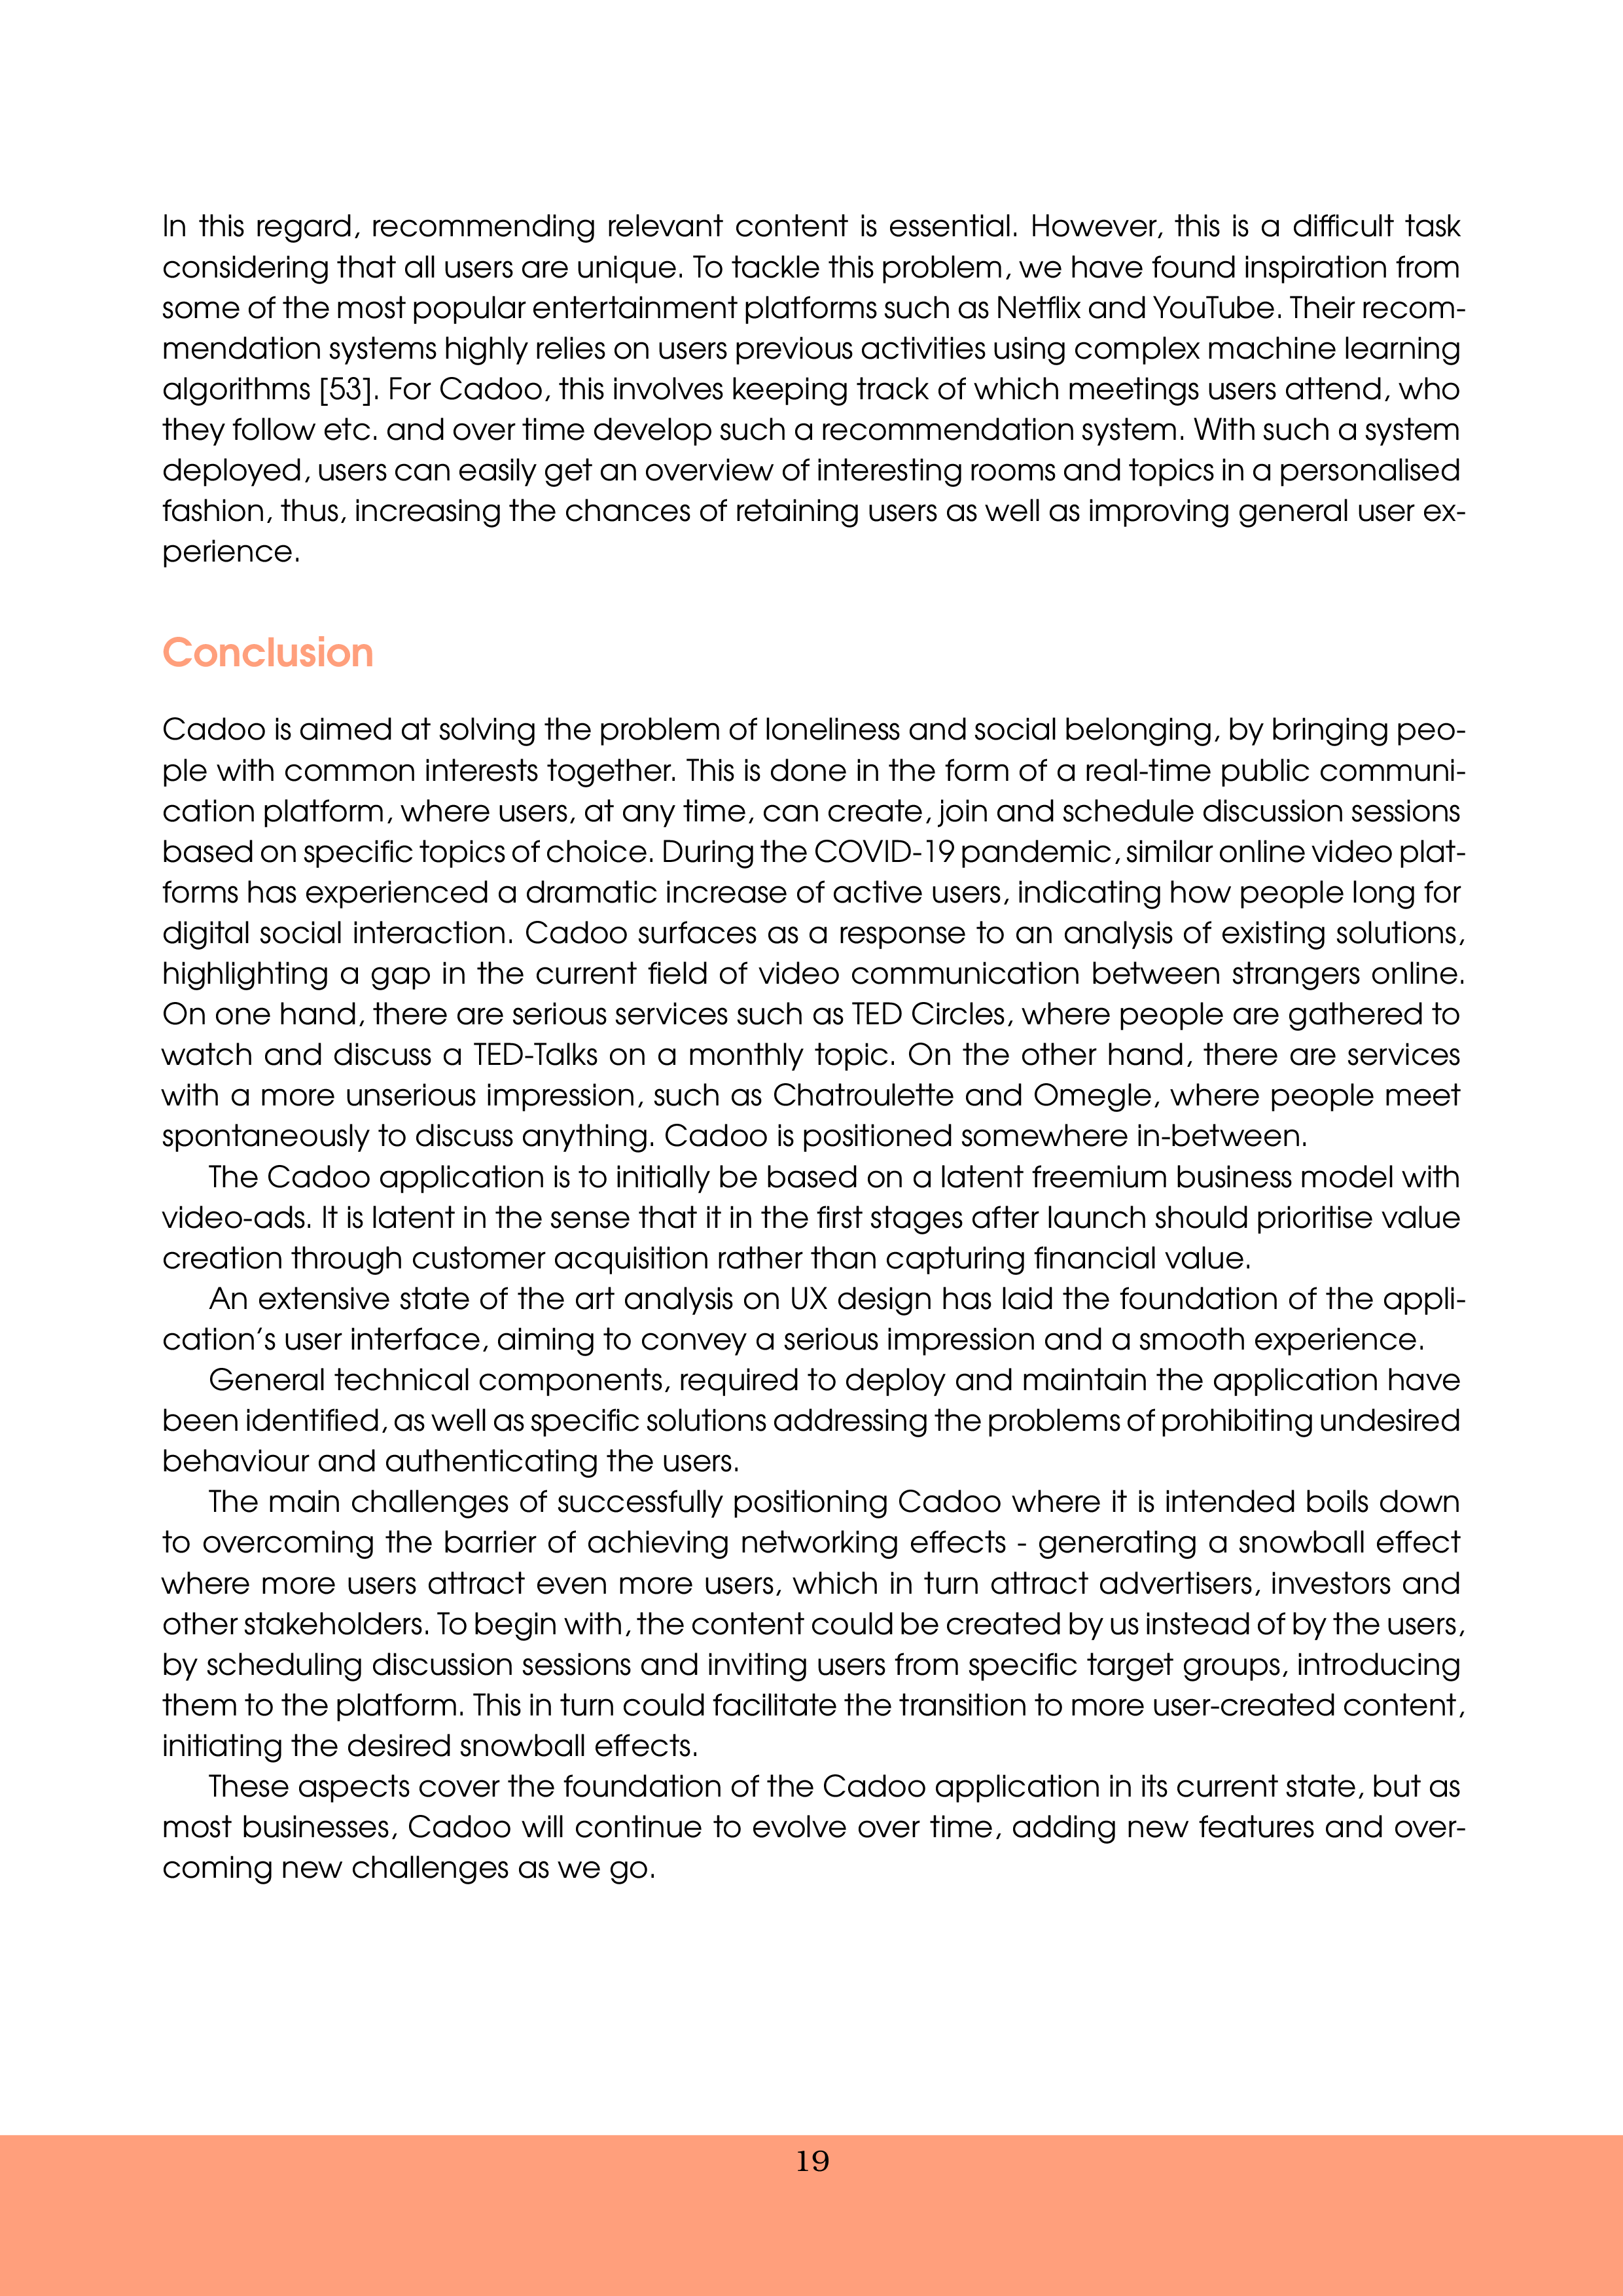 In this regard, recommending relevant content is essential. However, this is a difficult task
considering that all users are unique. To tackle this problem, we have found inspiration from
some of the most popular entertainment platforms such as Netflix and YouTube. Their recom-
mendation systems highly relies on users previous activities using complex machine learning
algorithms [53]. For Cadoo, this involves keeping track of which meetings users attend, who
they follow etc. and over time develop such a recommendation system. With such a system
deployed, users can easily get an overview of interesting rooms and topics in a personalised
fashion, thus, increasing the chances of retaining users as well as improving general user ex-
perience.
Conclusion
Cadoo is aimed at solving the problem of loneliness and social belonging, by bringing peo-
ple with common interests together. This is done in the form of a real-time public communi-
cation platform, where users, at any time, can create, join and schedule discussion sessions
based on specific topics of choice. During the COVID-19 pandemic, similar online video plat-
forms has experienced a dramatic increase of active users, indicating how people long for
digital social interaction. Cadoo surfaces as a response to an analysis of existing solutions,
highlighting a gap in the current field of video communication between strangers online.
On one hand, there are serious services such as TED Circles, where people are gathered to
watch and discuss a TED-Talks on a monthly topic. On the other hand, there are services
with a more unserious impression, such as Chatroulette and Omegle, where people meet
spontaneously to discuss anything. Cadoo is positioned somewhere in-between.
The Cadoo application is to initially be based on a latent freemium business model with
video-ads. It is latent in the sense that it in the first stages after launch should prioritise value
creation through customer acquisition rather than capturing financial value.
An extensive state of the art analysis on UX design has laid the foundation of the appli-
cation's user interface, aiming to convey a serious impression and a smooth experience.
General technical components, required to deploy and maintain the application have
been identified, as well as specific solutions addressing the problems of prohibiting undesired
behaviour and authenticating the users.
The main challenges of successfully positioning Cadoo where it is intended boils down
to overcoming the barrier of achieving networking effects - generating a snowball effect
where more users attract even more users, which in turn attract advertisers, investors and
other stakeholders. To begin with, the content could be created by us instead of by the users,
by scheduling discussion sessions and inviting users from specific target groups, introducing
them to the platform. This in turn could facilitate the transition to more user-created content,
initiating the desired snowball effects.
These aspects cover the foundation of the Cadoo application in its current state, but as
most businesses, Cadoo will continue to evolve over time, adding new features and over-
coming new challenges as we go.
19